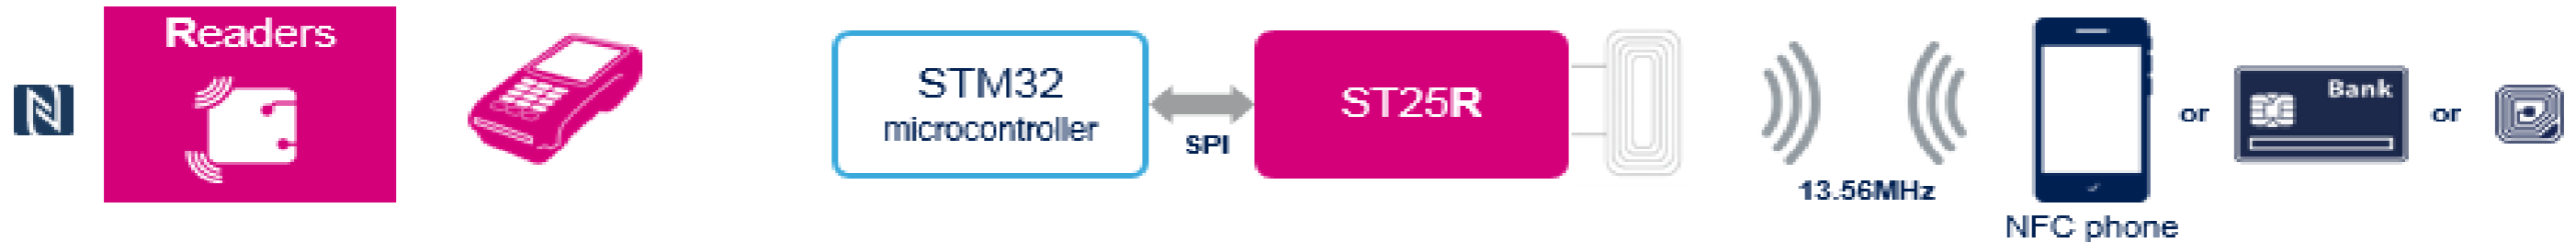 Readers
STM32
microcontroller
SPI
ST25R
13.56MHz
NFC phone
or
Bank
or